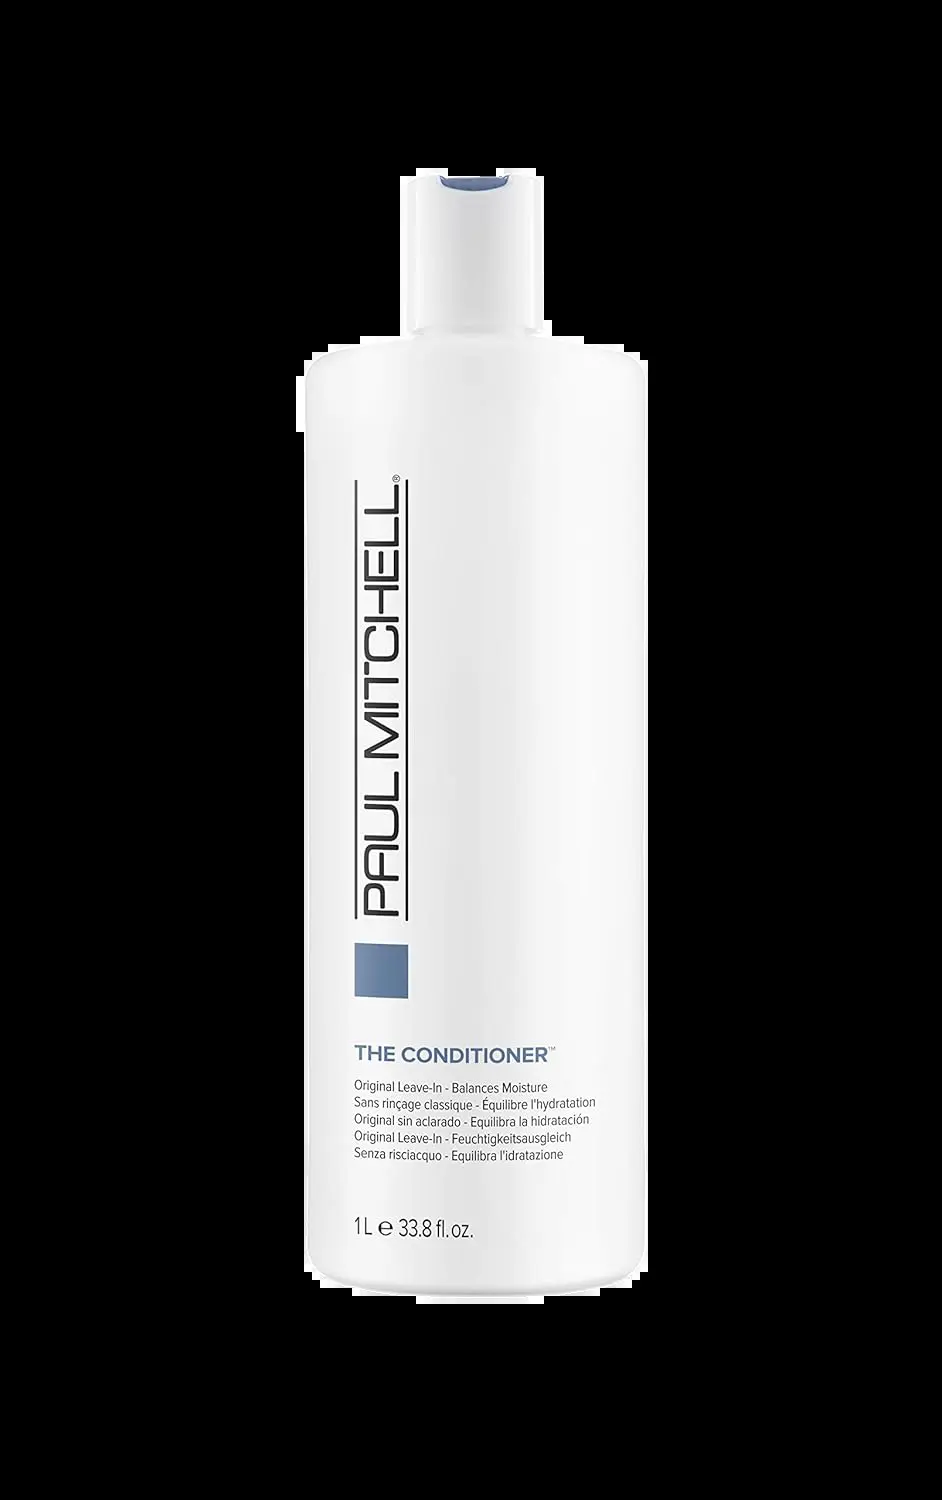 PAUL MITCHELL®
THE CONDITIONER™
Original Leave-In - Balances Moisture
Sans rinçage classique - Équilibre l'hydratation
Original sin aclarado - Equilibra la hidratación
Original Leave-In - Feuchtigkeitsausgleich
Senza risciacquo - Equilibra l'idratazione
1 L ℮ 33.8 fl. oz.